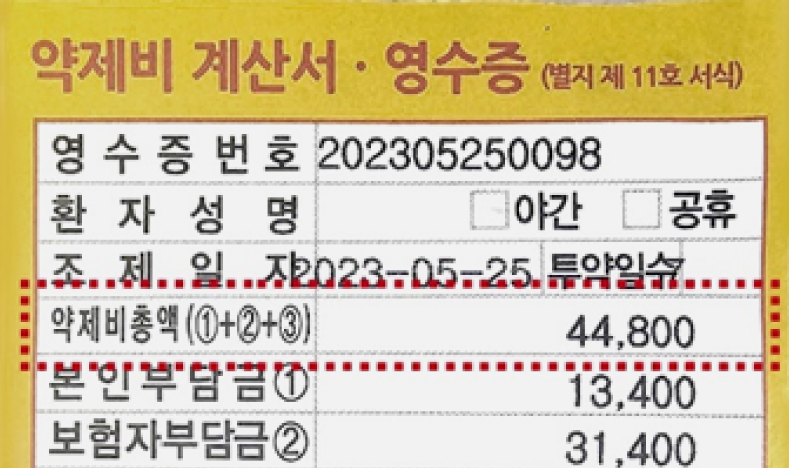 약제비 계산서 · 영수증 (별지 제 11호 서식)
영수증번호 202305250098
환자성명 □야간 □공휴
조제일자 2023-05-25 투약일수 7
약제비총액(①+②+③) 44,800
본인부담금① 13,400
보험자부담금② 31,400